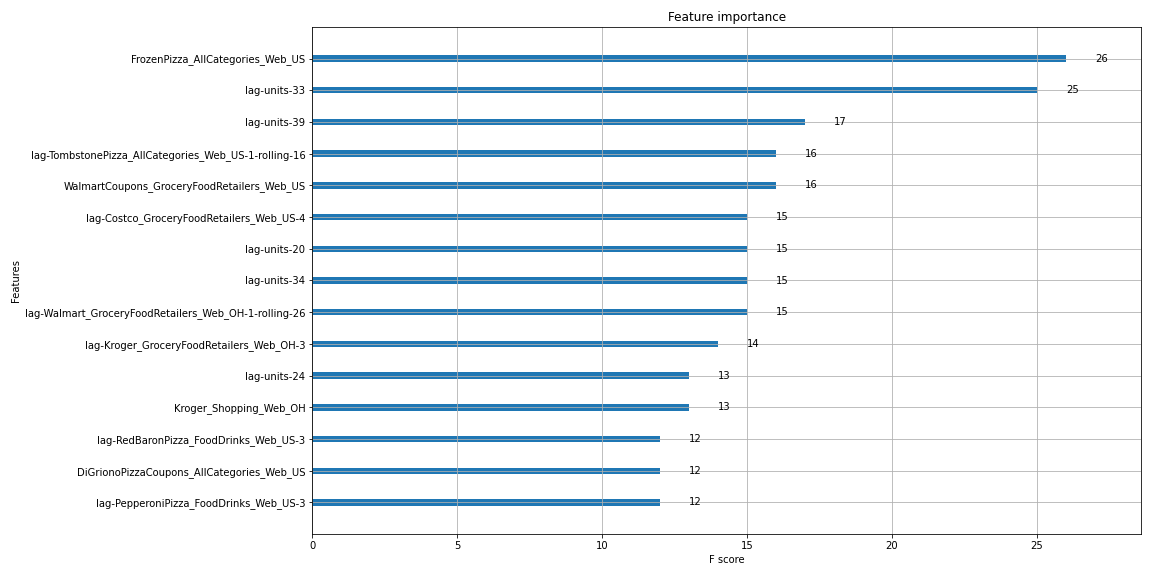 Feature importance
FrozenPizza_AllCategories_Web_US
26
lag-units-33
25
lag-units-39
17
lag-TombstonePizza_AllCategories_Web_US-1-rolling-16
16
WalmartCoupons_GroceryFoodRetailers_Web_US
16
lag-Costco_GroceryFoodRetailers_Web_US-4
15
lag-units-20
15
lag-units-34
15
lag-Walmart_GroceryFoodRetailers_Web_OH-1-rolling-26
15
lag-Kroger_GroceryFoodRetailers_Web_OH-3
14
lag-units-24
13
Kroger_Shopping_Web_OH
13
lag-RedBaronPizza_FoodDrinks_Web_US-3
12
DiGrionoPizzaCoupons_AllCategories_Web_US
12
lag-PepperoniPizza_FoodDrinks_Web_US-3
12
Features
0 5 10 15 20 25
F score